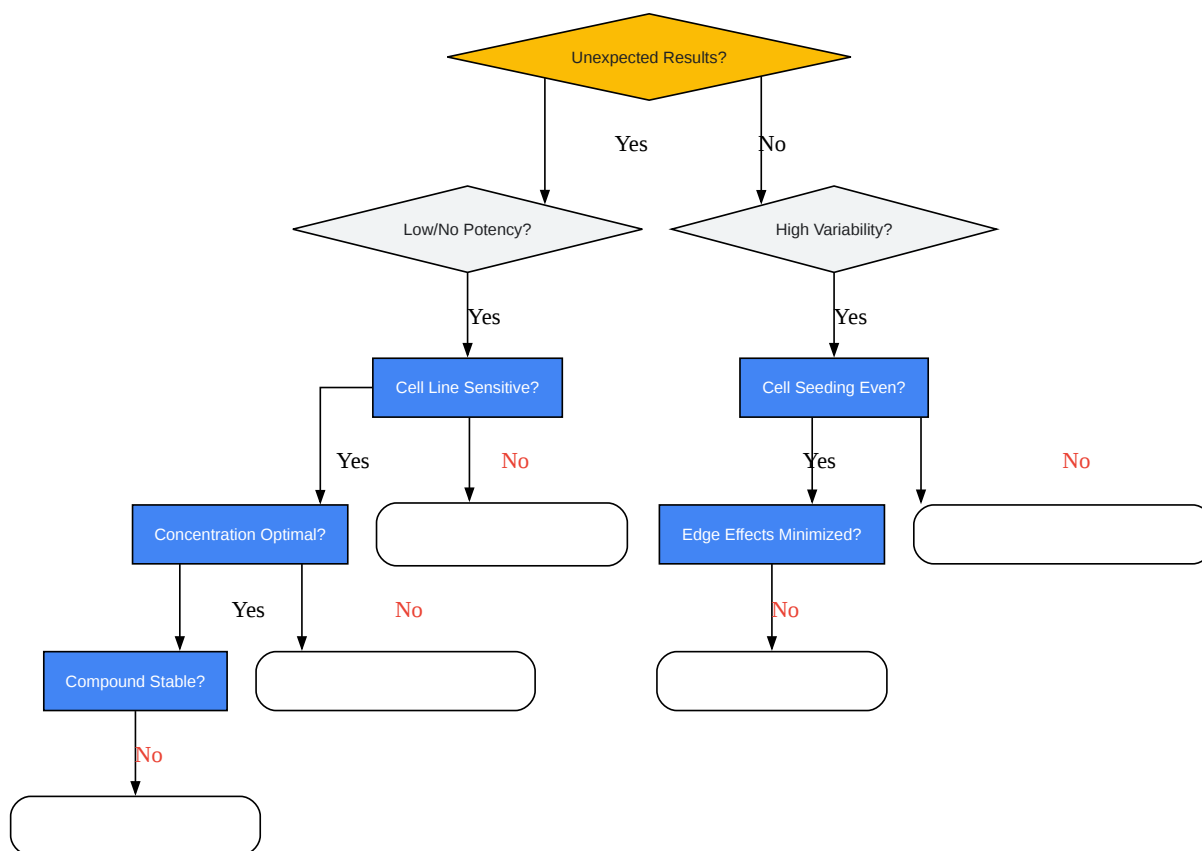 Unexpected Results?
Yes
No
Low/No Potency?
High Variability?
Yes
Yes
Cell Line Sensitive?
Cell Seeding Even?
Yes
No
Yes
No
Concentration Optimal?
Edge Effects Minimized?
Yes
No
No
Compound Stable?
No